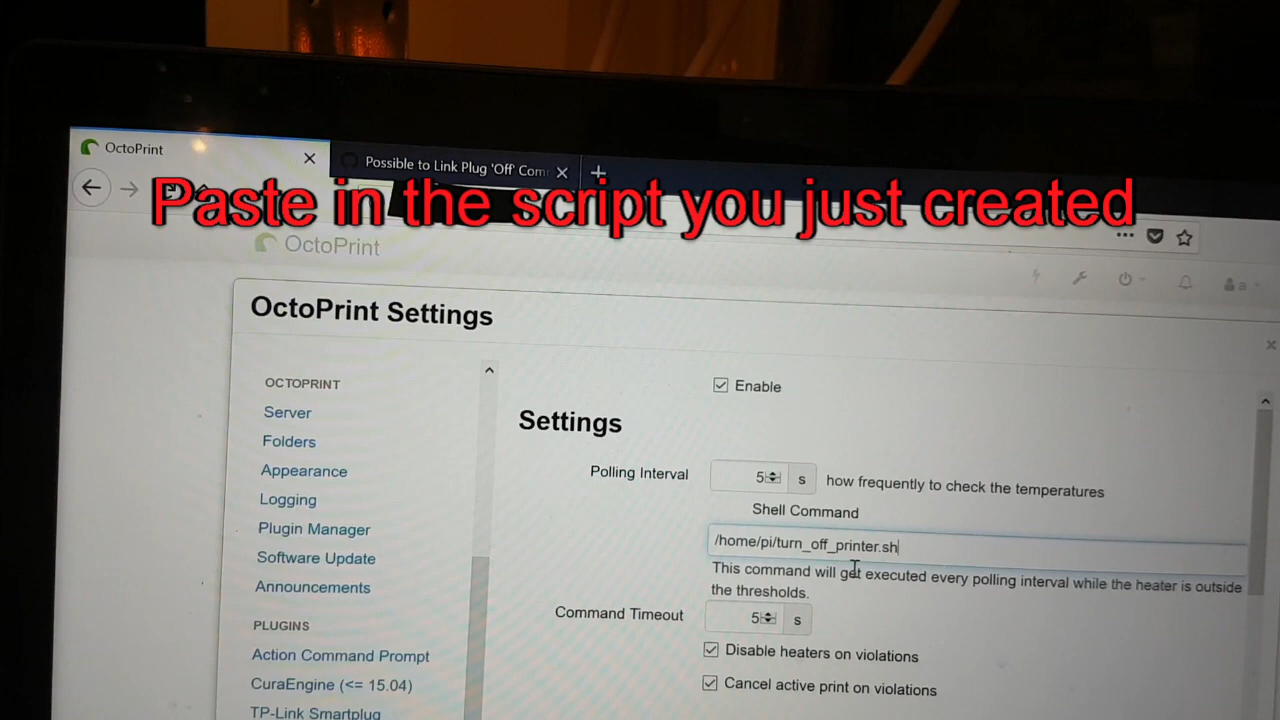 OctoPrint
Possible to Link Plug 'Off' Com
Paste in the script you just created
OctoPrint
a
OctoPrint Settings
OCTOPRINT
Server
Folders
Appearance
Logging
Plugin Manager
Software Update
Announcements
PLUGINS
Action Command Prompt
CuraEngine (<= 15.04)
TP-Link Smartplug
Enable
Settings
Polling Interval 5 s how frequently to check the temperatures
Shell Command
/home/pi/turn_off_printer.sh
This command will get executed every polling interval while the heater is outside
the thresholds.
Command Timeout 5 s
Disable heaters on violations
Cancel active print on violations